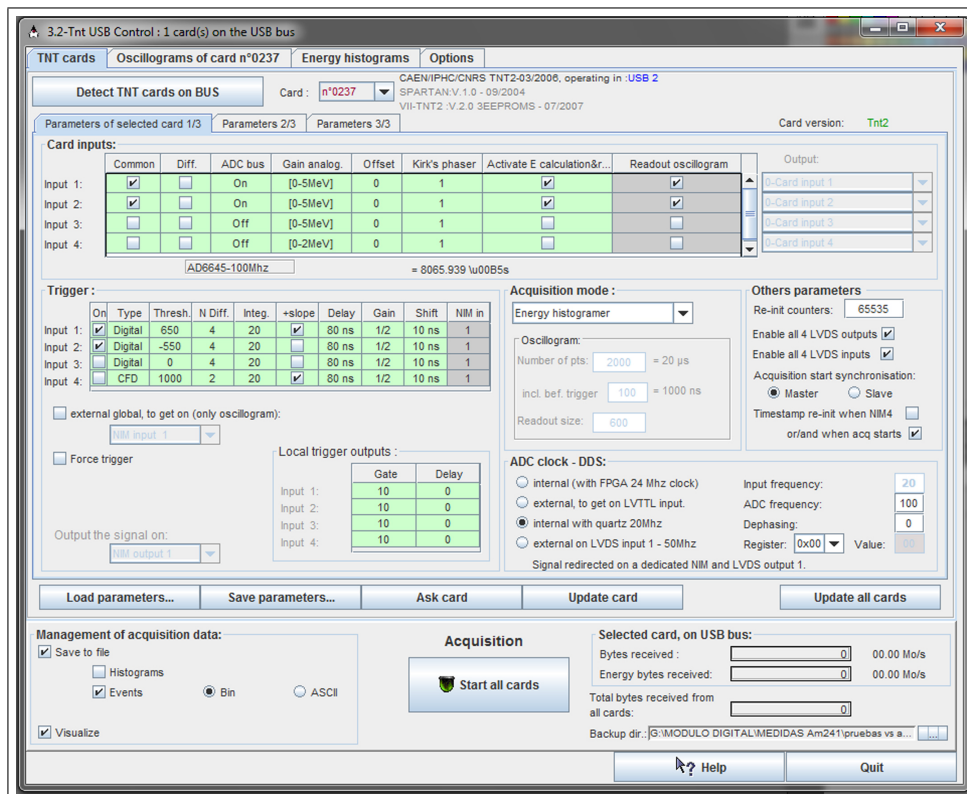 3.2-Tnt USB Control : 1 card(s) on the USB bus
TNT cards Oscillograms of card n°0237 Energy histograms Options
Detect TNT cards on BUS Card : n°0237
CAEN/IPHC/CNRS TNT2-03/2006, operating in :USB 2
SPARTAN:V.1.0 - 09/2004
VII-TNT2 :V.2.0 3EEPROMS - 07/2007
Parameters of selected card 1/3 Parameters 2/3 Parameters 3/3 Card version: Tnt2
Card inputs:
Common Diff. ADC bus Gain analog. Offset Kirk's phaser Activate E calculation&r... Readout oscillogram Output:
Input 1: On [0-5MeV] 0 1 0-Card input 1
Input 2: On [0-5MeV] 0 1 0-Card input 2
Input 3: Off [0-5MeV] 0 1 0-Card input 3
Input 4: Off [0-2MeV] 0 1 0-Card input 4
AD6645-100Mhz = 8065.939 \u00B5s
Trigger :
On Type Thresh. N Diff. Integ. +slope Delay Gain Shift NIM in
Input 1: Digital 650 4 20 80 ns 1/2 10 ns 1
Input 2: Digital -550 4 20 80 ns 1/2 10 ns 1
Input 3: Digital 0 4 20 80 ns 1/2 10 ns 1
Input 4: CFD 1000 2 20 80 ns 1/2 10 ns 1
external global, to get on (only oscillogram):
NIM input 1
Force trigger
Output the signal on:
NIM output 1
Local trigger outputs :
Gate Delay
Input 1: 10 0
Input 2: 10 0
Input 3: 10 0
Input 4: 10 0
Acquisition mode :
Energy histogramer
Oscillogram:
Number of pts: 2000 = 20 µs
incl. bef. trigger 100 = 1000 ns
Readout size: 600
Others parameters
Re-init counters: 65535
Enable all 4 LVDS outputs
Enable all 4 LVDS inputs
Acquisition start synchronisation:
Master Slave
Timestamp re-init when NIM4
or/and when acq starts
ADC clock - DDS:
internal (with FPGA 24 Mhz clock)
external, to get on LVTTL input.
internal with quartz 20Mhz
external on LVDS input 1 - 50Mhz
Input frequency: 20
ADC frequency: 100
Dephasing: 0
Register: 0x00 Value: 00
Signal redirected on a dedicated NIM and LVDS output 1.
Load parameters... Save parameters... Ask card Update card Update all cards
Management of acquisition data:
Save to file
Histograms
Events Bin ASCII
Visualize
Acquisition
Start all cards
Selected card, on USB bus:
Bytes received : 0 00.00 Mo/s
Energy bytes received: 0 00.00 Mo/s
Total bytes received from
all cards: 0
Backup dir.: G:\MODULO DIGITAL\MEDIDAS Am241\pruebas vs a... ...
Help Quit